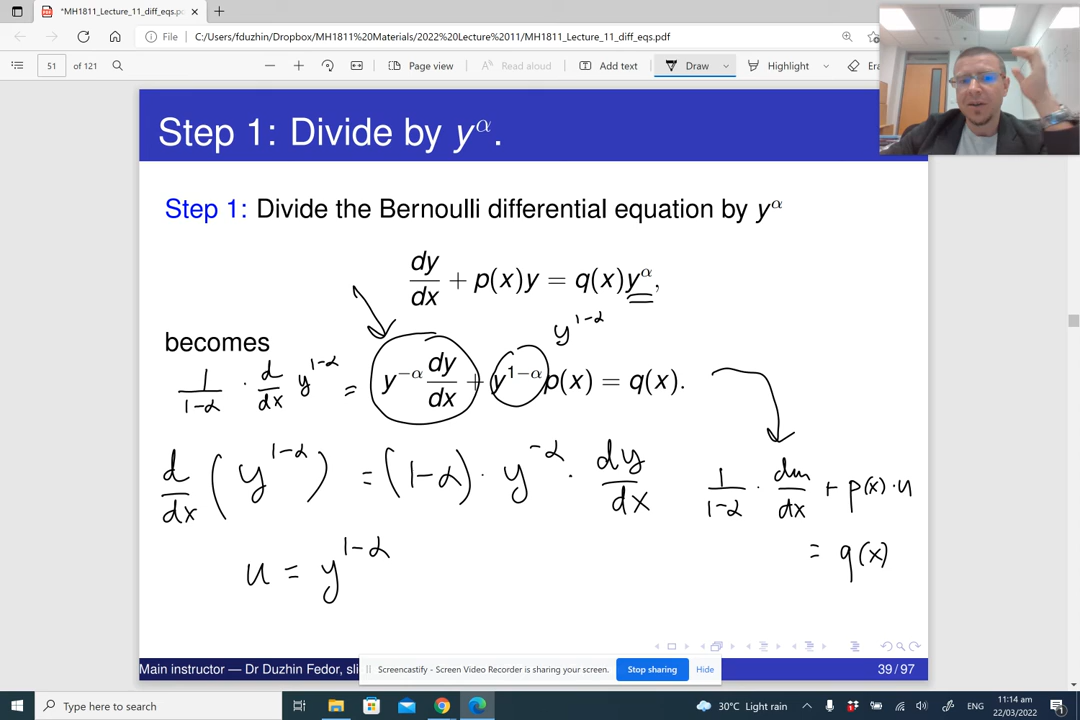 *MH1811_Lecture_11_diff_eqs.pdf
File
C:/Users/fduzhin/Dropbox/MH1811%20Materials/2022%20Lecture%2011/MH1811_Lecture_11_diff_eqs.pdf
51 of 121
Page view
Read aloud
Add text
Draw
Highlight
Step 1: Divide by y^α.
Step 1: Divide the Bernoulli differential equation by y^α
dy/dx + p(x)y = q(x)y^α,
y^{1-α}
becomes
1/(1-α) · d/dx y^{1-α} = y^{-α} dy/dx + y^{1-α} p(x) = q(x).
d/dx (y^{1-α}) = (1-α) · y^{-α} · dy/dx
1/(1-α) · du/dx + p(x) · u
= q(x)
u = y^{1-α}
Main instructor — Dr Duzhin Fedor,
39/97
Screencastify - Screen Video Recorder is sharing your screen.
Stop sharing
Hide
Type here to search
30°C Light rain
ENG
11:14 am
22/03/2022